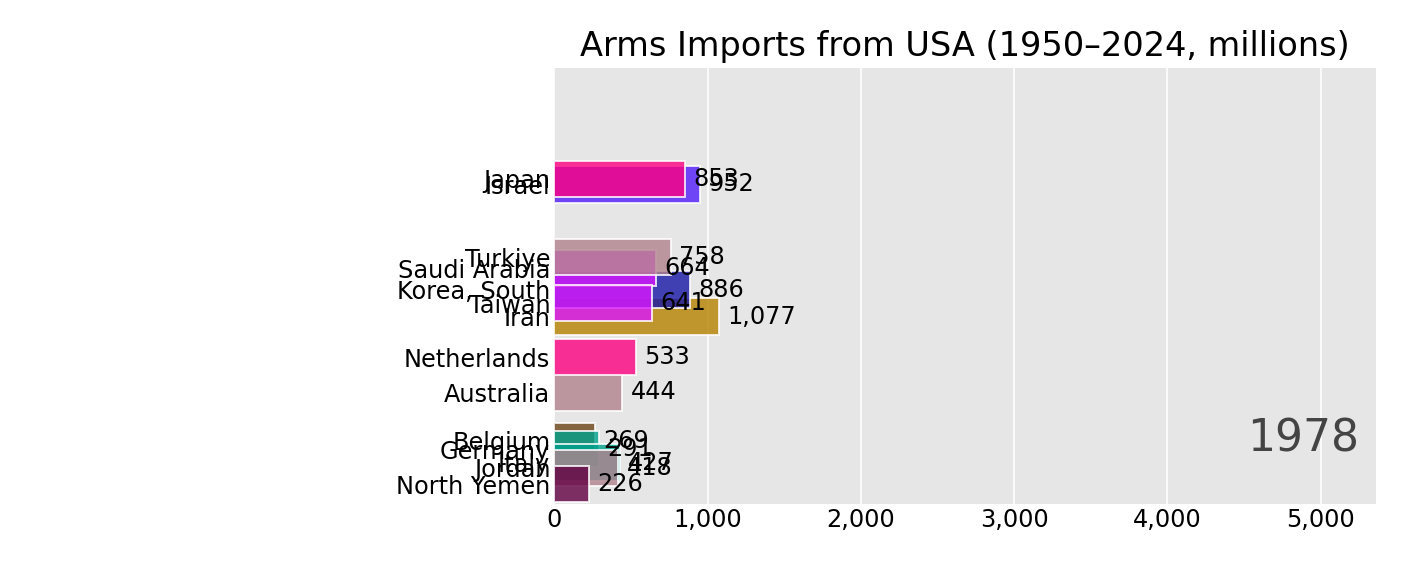 Arms Imports from USA (1950–2024, millions)
Japan 853
Israel 952
Turkiye 758
Saudi Arabia 664
Korea, South 886
Taiwan 641
Iran 1,077
Netherlands 533
Australia 444
Belgium 269
Germany 291
Italy 427
Jordan 418
North Yemen 226
1978
0 1,000 2,000 3,000 4,000 5,000